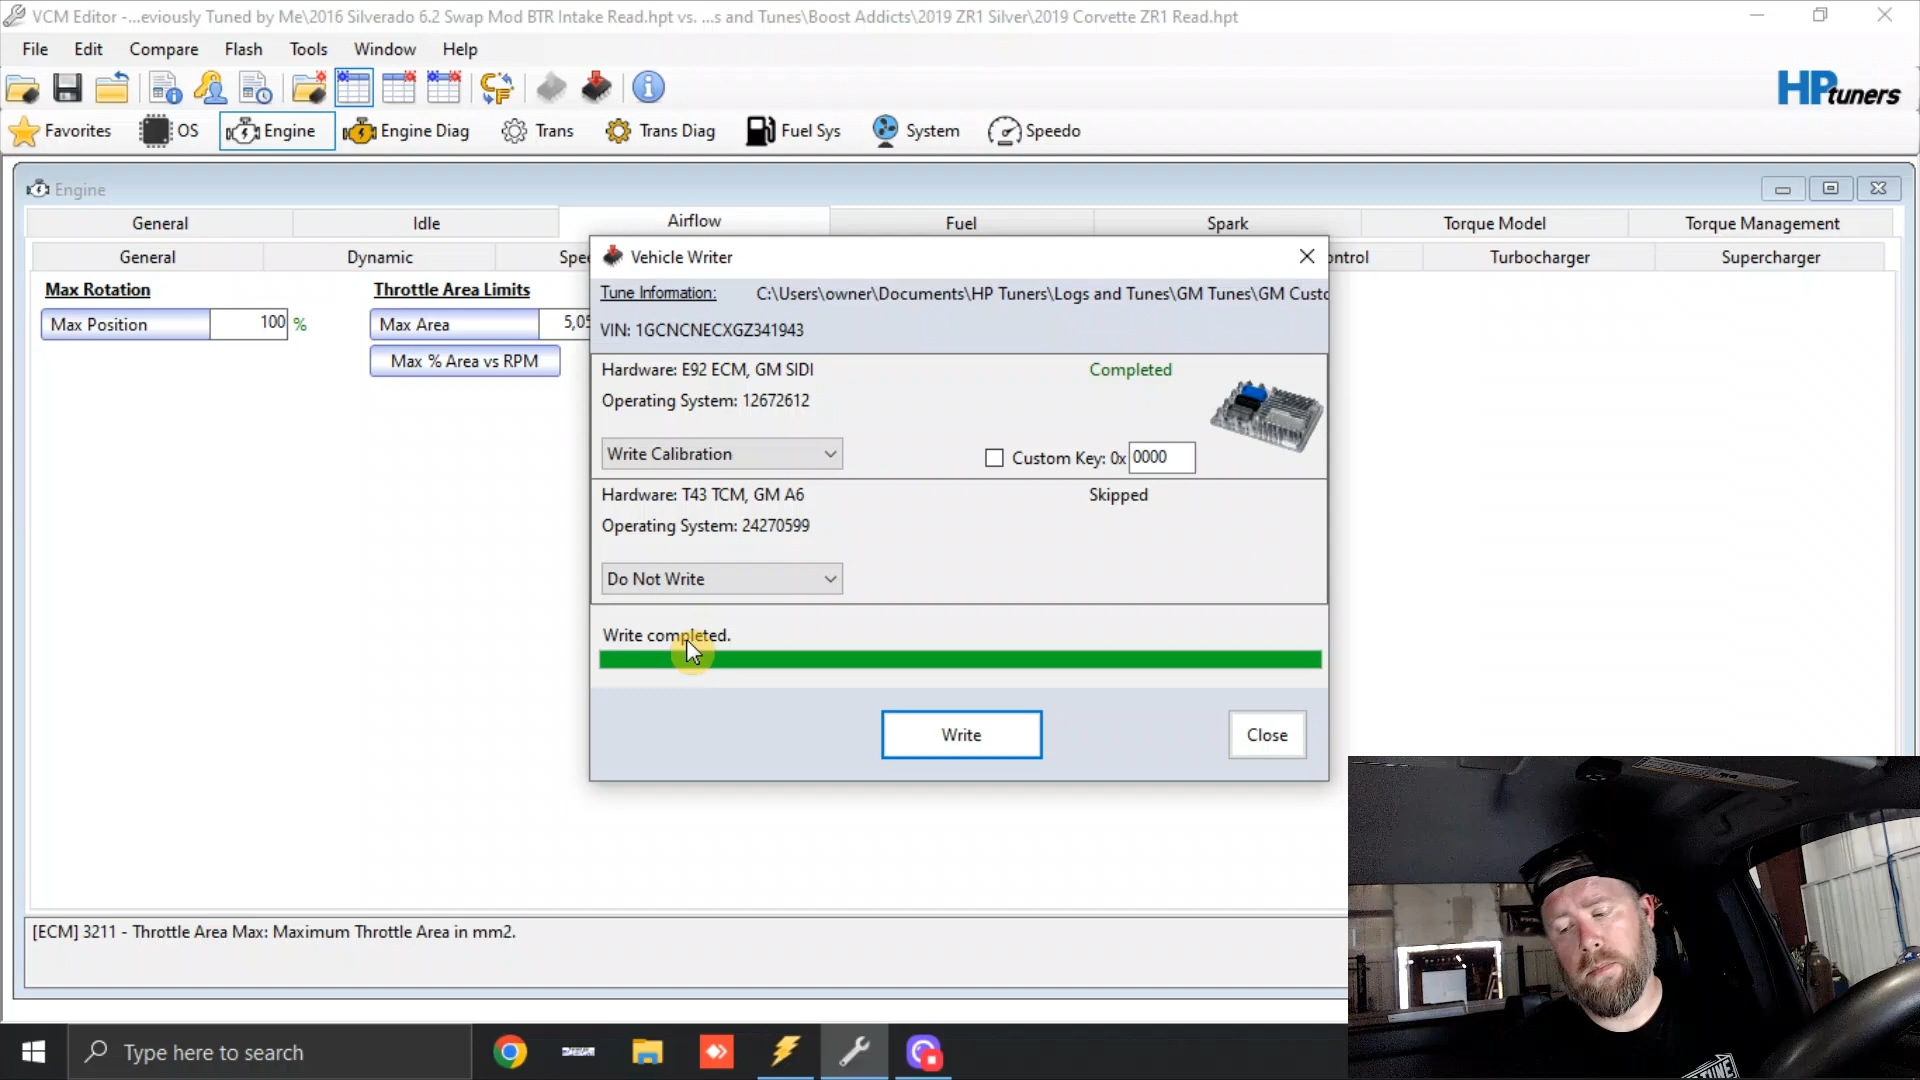 VCM Editor -...eviously Tuned by Me\2016 Silverado 6.2 Swap Mod BTR Intake Read.hpt vs. ...s and Tunes\Boost Addicts\2019 ZR1 Silver\2019 Corvette ZR1 Read.hpt
File Edit Compare Flash Tools Window Help
HPtuners
Favorites OS Engine Engine Diag Trans Trans Diag Fuel Sys System Speedo
Engine
General Idle Airflow Fuel Spark Torque Model Torque Management
General Dynamic Spee ontrol Turbocharger Supercharger
Max Rotation Throttle Area Limits
Max Position 100 % Max Area 5,05
Max % Area vs RPM
Vehicle Writer
Tune Information: C:\Users\owner\Documents\HP Tuners\Logs and Tunes\GM Tunes\GM Custo
VIN: 1GCNCNECXGZ341943
Hardware: E92 ECM, GM SIDI Completed
Operating System: 12672612
Write Calibration Custom Key: 0x 0000
Hardware: T43 TCM, GM A6 Skipped
Operating System: 24270599
Do Not Write
Write completed.
Write Close
[ECM] 3211 - Throttle Area Max: Maximum Throttle Area in mm2.
Type here to search